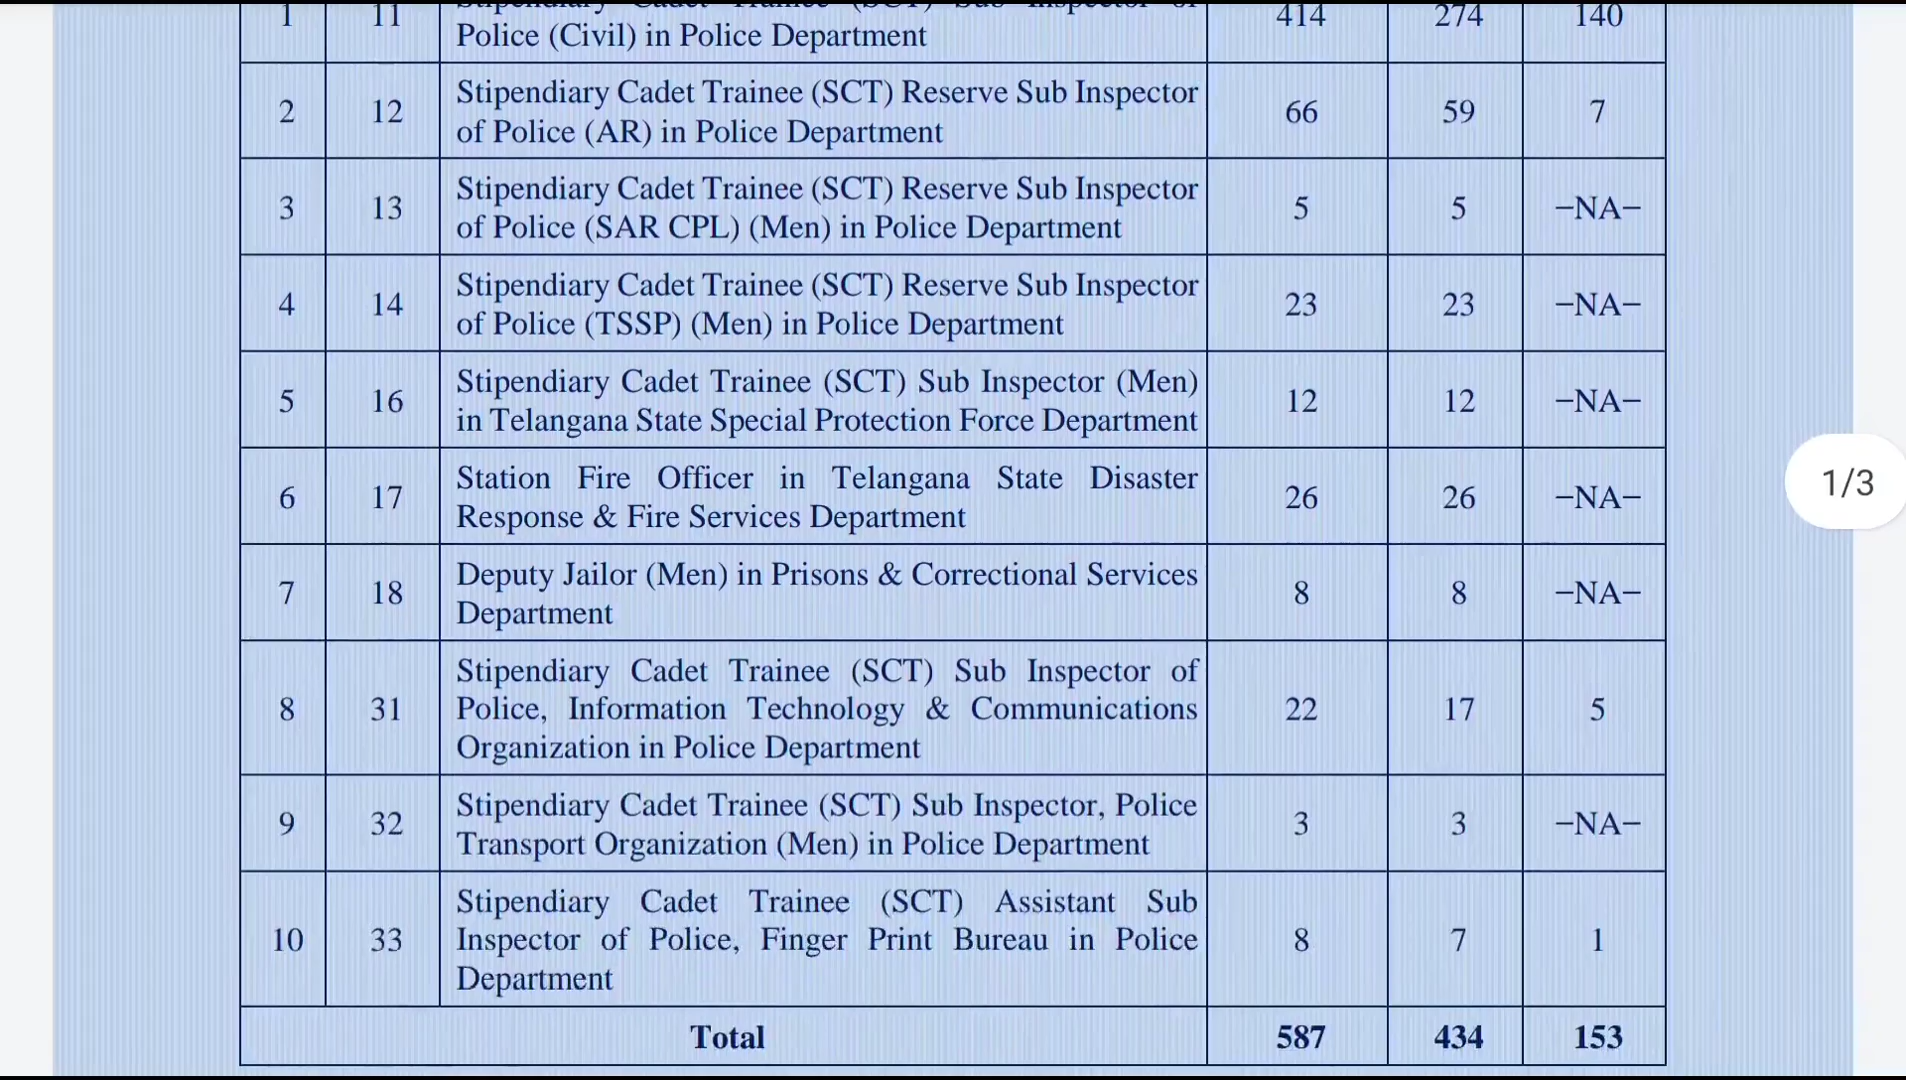 1 11 Stipendiary Cadet Trainee (SCT) Sub Inspector of 414 274 140
Police (Civil) in Police Department
2 12 Stipendiary Cadet Trainee (SCT) Reserve Sub Inspector 66 59 7
of Police (AR) in Police Department
3 13 Stipendiary Cadet Trainee (SCT) Reserve Sub Inspector 5 5 –NA–
of Police (SAR CPL) (Men) in Police Department
4 14 Stipendiary Cadet Trainee (SCT) Reserve Sub Inspector 23 23 –NA–
of Police (TSSP) (Men) in Police Department
5 16 Stipendiary Cadet Trainee (SCT) Sub Inspector (Men) 12 12 –NA–
in Telangana State Special Protection Force Department
6 17 Station Fire Officer in Telangana State Disaster 26 26 –NA–
Response & Fire Services Department
1/3
7 18 Deputy Jailor (Men) in Prisons & Correctional Services 8 8 –NA–
Department
8 31 Stipendiary Cadet Trainee (SCT) Sub Inspector of 22 17 5
Police, Information Technology & Communications
Organization in Police Department
9 32 Stipendiary Cadet Trainee (SCT) Sub Inspector, Police 3 3 –NA–
Transport Organization (Men) in Police Department
10 33 Stipendiary Cadet Trainee (SCT) Assistant Sub 8 7 1
Inspector of Police, Finger Print Bureau in Police
Department
Total 587 434 153